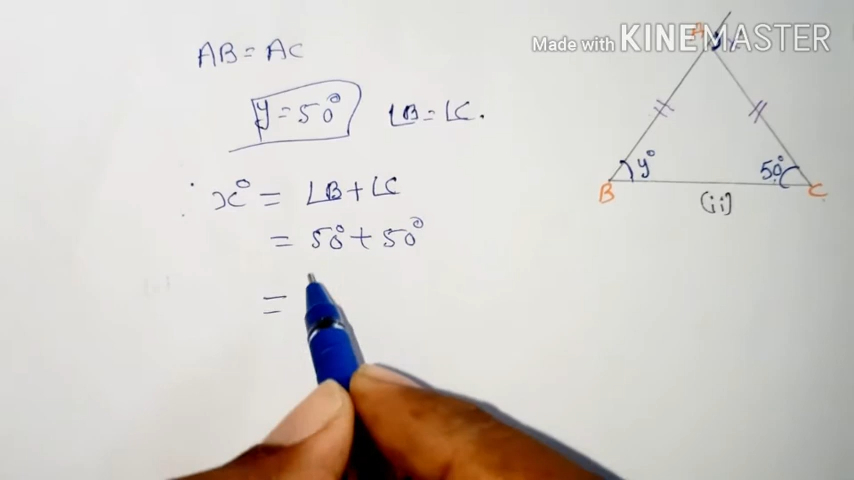 Made with KINEMASTER
AB = AC
y = 50° ∠B = ∠C.
x° = ∠B + ∠C
= 50° + 50°
=
A
y°
50°
B
C
(ii)